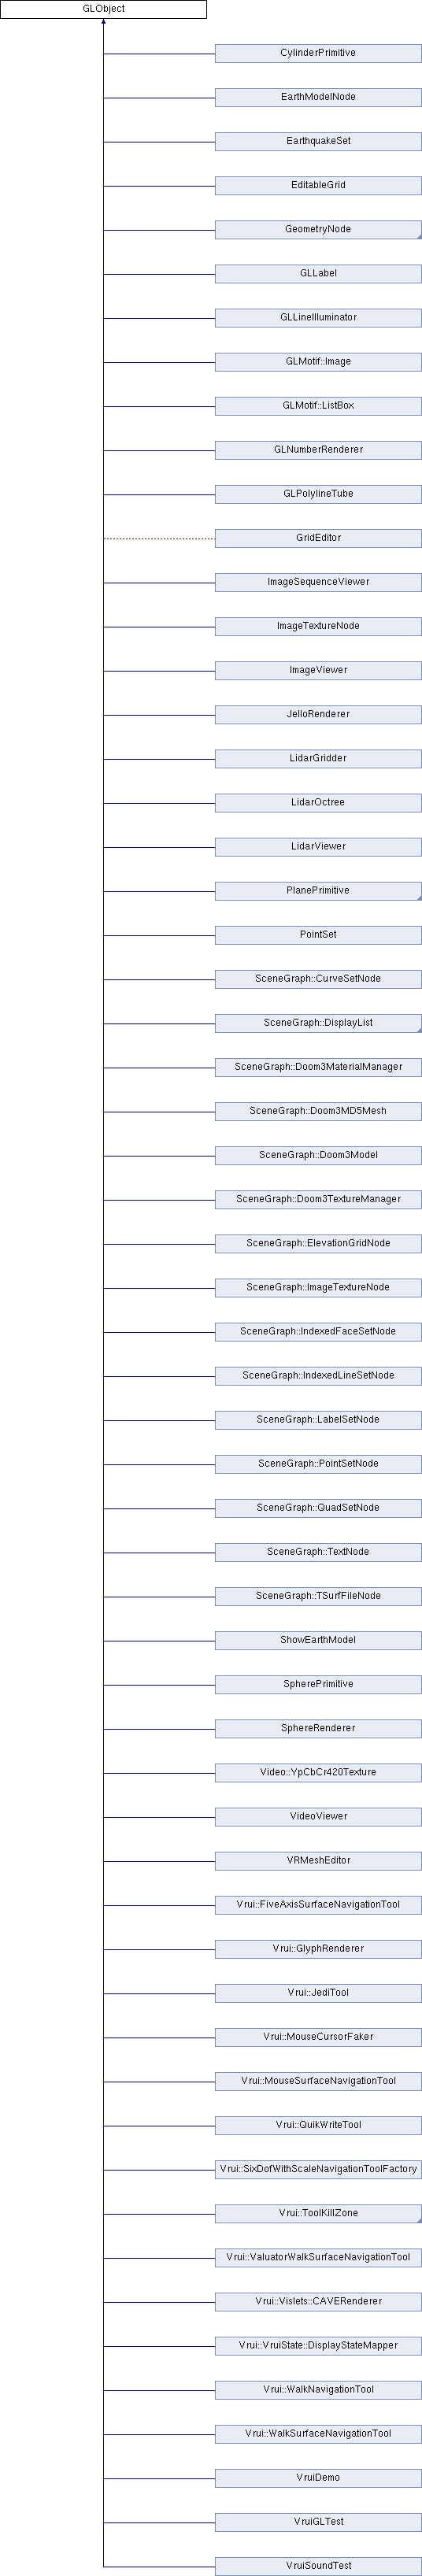 GLObject
CylinderPrimitive
EarthModelNode
EarthquakeSet
EditableGrid
GeometryNode
GLLabel
GLLineIlluminator
GLMotif::Image
GLMotif::ListBox
GLNumberRenderer
GLPolylineTube
GridEditor
ImageSequenceViewer
ImageTextureNode
ImageViewer
JelloRenderer
LidarGridder
LidarOctree
LidarViewer
PlanePrimitive
PointSet
SceneGraph::CurveSetNode
SceneGraph::DisplayList
SceneGraph::Doom3MaterialManager
SceneGraph::Doom3MD5Mesh
SceneGraph::Doom3Model
SceneGraph::Doom3TextureManager
SceneGraph::ElevationGridNode
SceneGraph::ImageTextureNode
SceneGraph::IndexedFaceSetNode
SceneGraph::IndexedLineSetNode
SceneGraph::LabelSetNode
SceneGraph::PointSetNode
SceneGraph::QuadSetNode
SceneGraph::TextNode
SceneGraph::TSurfFileNode
ShowEarthModel
SpherePrimitive
SphereRenderer
Video::YpCbCr420Texture
VideoViewer
VRMeshEditor
Vrui::FiveAxisSurfaceNavigationTool
Vrui::GlyphRenderer
Vrui::JediTool
Vrui::MouseCursorFaker
Vrui::MouseSurfaceNavigationTool
Vrui::QuikWriteTool
Vrui::SixDofWithScaleNavigationToolFactory
Vrui::ToolKillZone
Vrui::ValuatorWalkSurfaceNavigationTool
Vrui::Vislets::CAVERenderer
Vrui::VruiState::DisplayStateMapper
Vrui::WalkNavigationTool
Vrui::WalkSurfaceNavigationTool
VruiDemo
VruiGLTest
VruiSoundTest